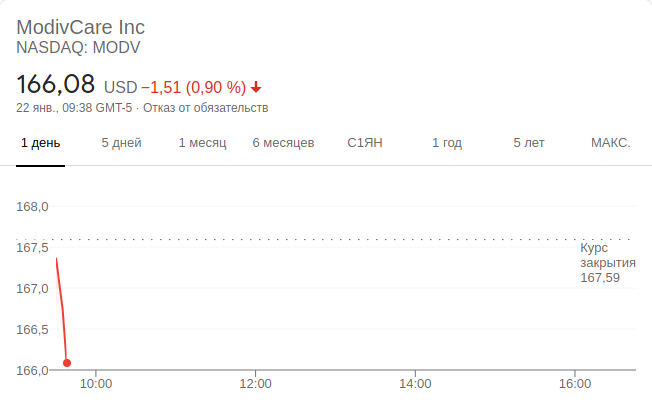 ModivCare Inc
NASDAQ: MODV
166,08 USD −1,51 (0,90 %)
22 янв., 09:38 GMT-5 · Отказ от обязательств
1 день 5 дней 1 месяц 6 месяцев С1ЯН 1 год 5 лет МАКС.
168,0
167,5
Курс
закрытия
167,59
167,0
166,5
166,0
10:00 12:00 14:00 16:00